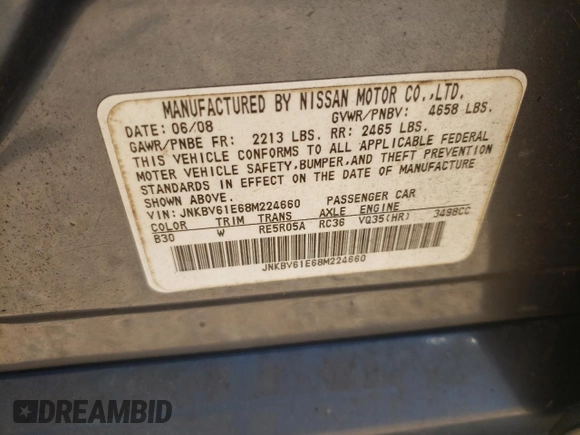 MANUFACTURED BY NISSAN MOTOR CO.,LTD.
DATE: 06/08 GVWR/PNBV: 4658 LBS.
GAWR/PNBE FR: 2213 LBS. RR: 2465 LBS.
THIS VEHICLE CONFORMS TO ALL APPLICABLE FEDERAL
MOTOR VEHICLE SAFETY, BUMPER, AND THEFT PREVENTION
STANDARDS IN EFFECT ON THE DATE OF MANUFACTURE
SHOWN ABOVE.
VIN: JNKBV61E68M224660 PASSENGER CAR
COLOR TRIM TRANS AXLE ENGINE
B30 W RE5R05A RC36 VQ35(HR) 3498CC
JNKBV61E68M224660
DREAMBID